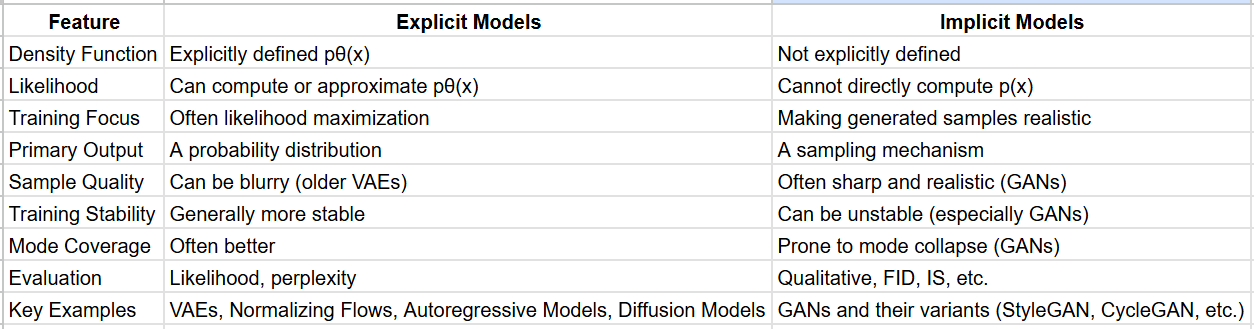 Feature Explicit Models Implicit Models
Density Function Explicitly defined pθ(x) Not explicitly defined
Likelihood Can compute or approximate pθ(x) Cannot directly compute p(x)
Training Focus Often likelihood maximization Making generated samples realistic
Primary Output A probability distribution A sampling mechanism
Sample Quality Can be blurry (older VAEs) Often sharp and realistic (GANs)
Training Stability Generally more stable Can be unstable (especially GANs)
Mode Coverage Often better Prone to mode collapse (GANs)
Evaluation Likelihood, perplexity Qualitative, FID, IS, etc.
Key Examples VAEs, Normalizing Flows, Autoregressive Models, Diffusion Models GANs and their variants (StyleGAN, CycleGAN, etc.)